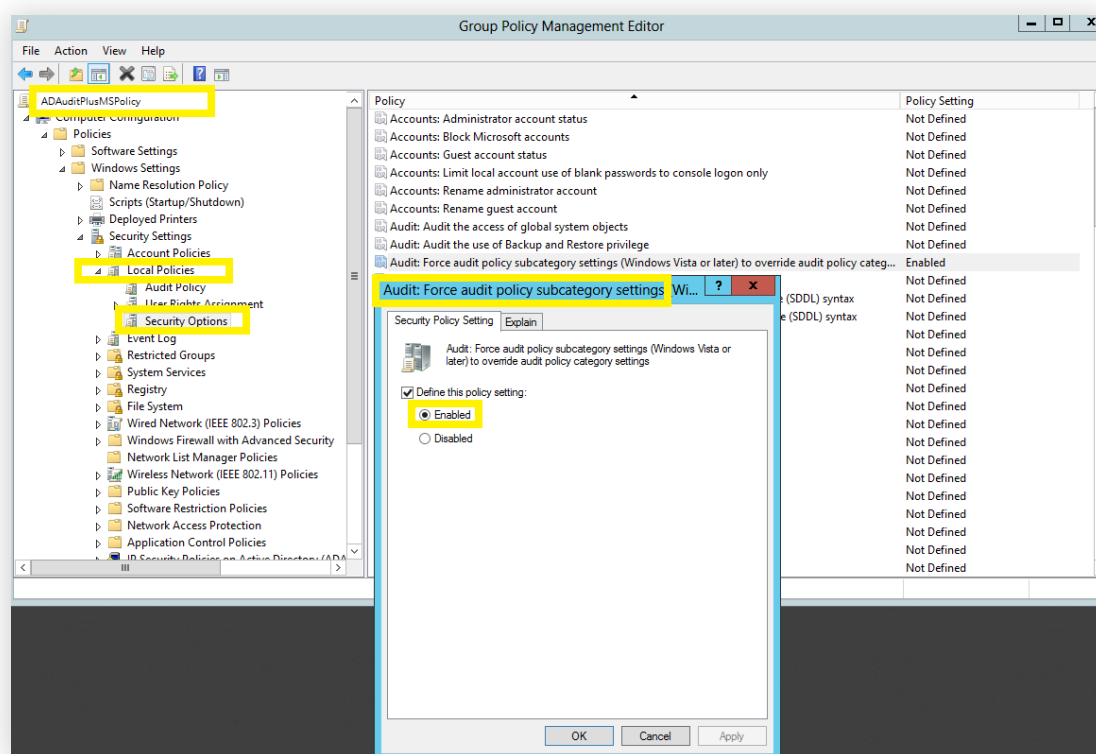 Group Policy Management Editor
File Action View Help
ADAuditPlusMSPolicy
Computer Configuration
Policies
Software Settings
Windows Settings
Name Resolution Policy
Scripts (Startup/Shutdown)
Deployed Printers
Security Settings
Account Policies
Local Policies
Audit Policy
User Rights Assignment
Security Options
Event Log
Restricted Groups
System Services
Registry
File System
Wired Network (IEEE 802.3) Policies
Windows Firewall with Advanced Security
Network List Manager Policies
Wireless Network (IEEE 802.11) Policies
Public Key Policies
Software Restriction Policies
Network Access Protection
Application Control Policies
IP Security Policies on Active Directory (ADA
Policy Policy Setting
Accounts: Administrator account status Not Defined
Accounts: Block Microsoft accounts Not Defined
Accounts: Guest account status Not Defined
Accounts: Limit local account use of blank passwords to console logon only Not Defined
Accounts: Rename administrator account Not Defined
Accounts: Rename guest account Not Defined
Audit: Audit the access of global system objects Not Defined
Audit: Audit the use of Backup and Restore privilege Not Defined
Audit: Force audit policy subcategory settings (Windows Vista or later) to override audit policy categ... Enabled
Not Defined
(SDDL) syntax Not Defined
e (SDDL) syntax Not Defined
Not Defined
Not Defined
Not Defined
Not Defined
Not Defined
Not Defined
Not Defined
Not Defined
Not Defined
Not Defined
Not Defined
Not Defined
Not Defined
Not Defined
Audit: Force audit policy subcategory settings (Wi... ? x
Security Policy Setting Explain
Audit: Force audit policy subcategory settings (Windows Vista or
later) to override audit policy category settings
Define this policy setting:
Enabled
Disabled
OK Cancel Apply